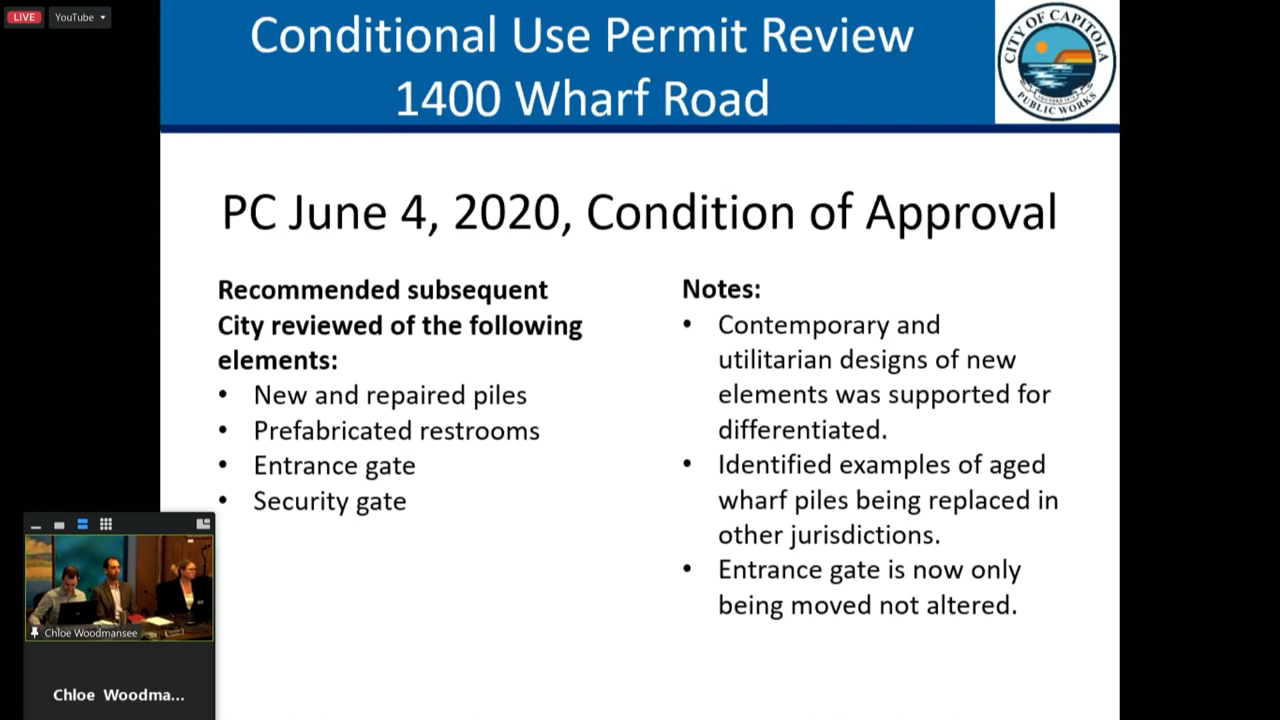 LIVE
YouTube
Conditional Use Permit Review
1400 Wharf Road
CITY OF CAPITOLA
PUBLIC WORKS
PC June 4, 2020, Condition of Approval
Recommended subsequent
City reviewed of the following
elements:
• New and repaired piles
• Prefabricated restrooms
• Entrance gate
• Security gate
Notes:
• Contemporary and
utilitarian designs of new
elements was supported for
differentiated.
• Identified examples of aged
wharf piles being replaced in
other jurisdictions.
• Entrance gate is now only
being moved not altered.
Chloe Woodmansee
Chloe Woodma...